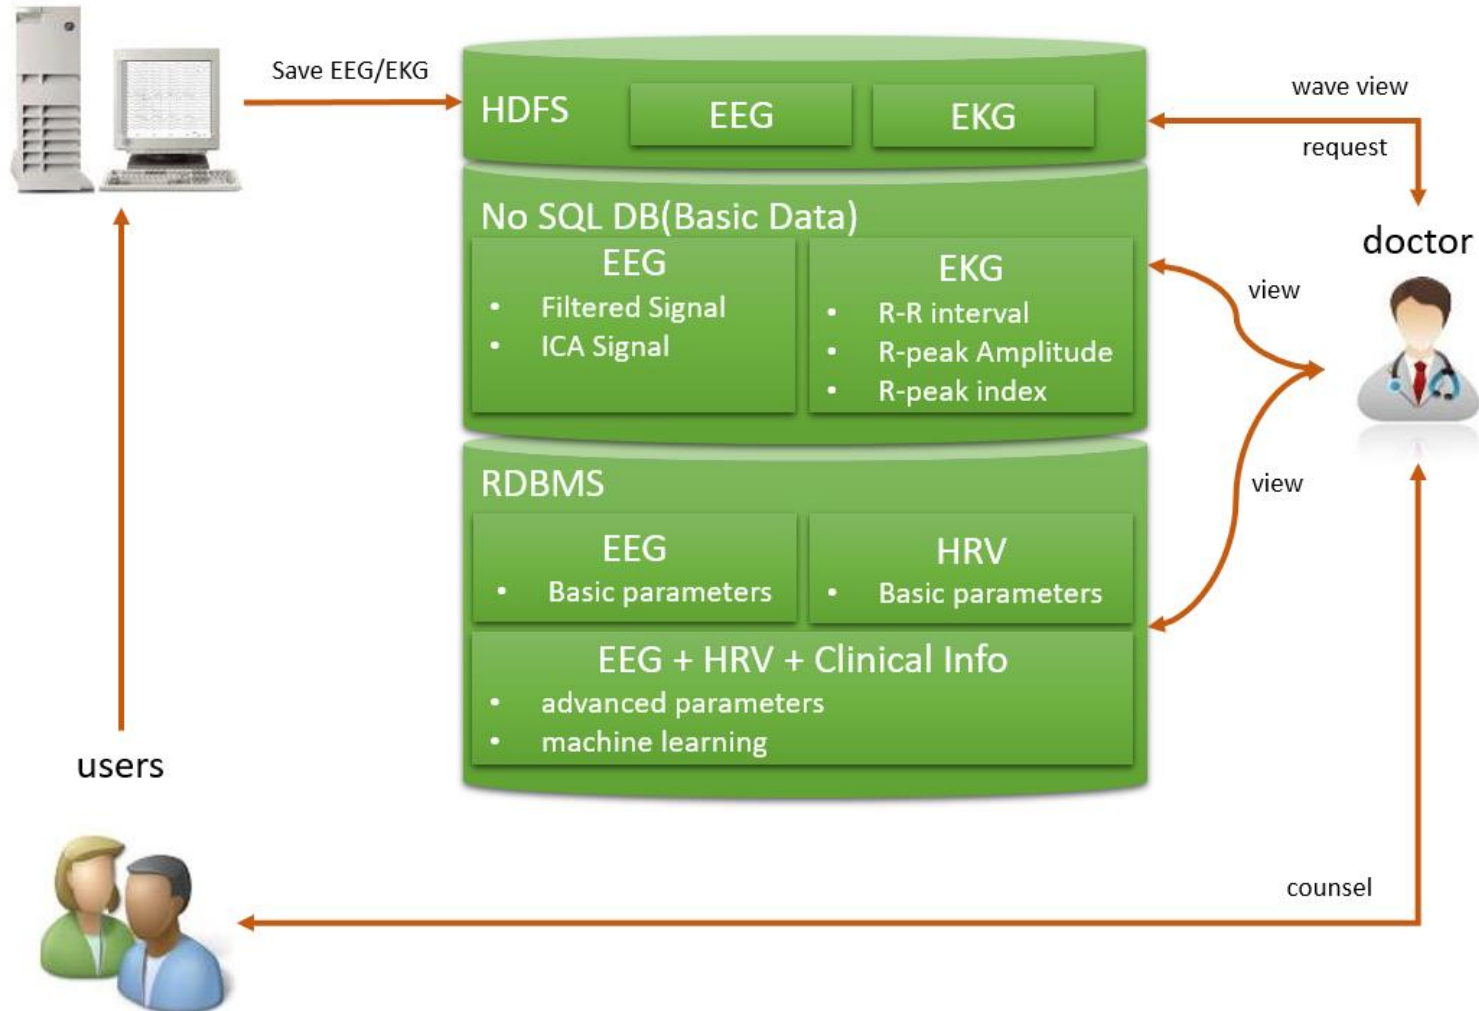 Save EEG/EKG
HDFS
EEG
EKG
wave view
request
No SQL DB(Basic Data)
EEG
• Filtered Signal
• ICA Signal
EKG
• R-R interval
• R-peak Amplitude
• R-peak index
view
doctor
RDBMS
EEG
• Basic parameters
HRV
• Basic parameters
view
EEG + HRV + Clinical Info
• advanced parameters
• machine learning
users
counsel